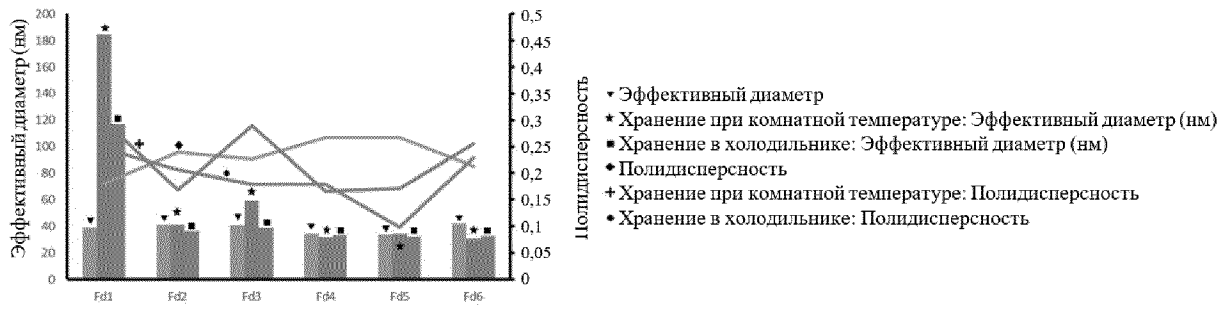 200
180
160
140
120
100
80
60
40
20
0
Эффективный диаметр (нм)
Fd1 Fd2 Fd3 Fd4 Fd5 Fd6
0,5
0,45
0,4
0,35
0,3
0,25
0,2
0,15
0,1
0,05
0
Полидисперсность
Эффективный диаметр
Хранение при комнатной температуре: Эффективный диаметр (нм)
Хранение в холодильнике: Эффективный диаметр (нм)
Полидисперсность
Хранение при комнатной температуре: Полидисперсность
Хранение в холодильнике: Полидисперсность